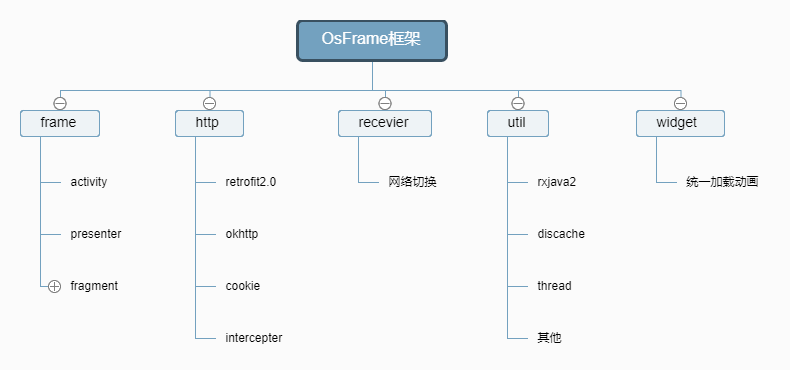 OsFrame框架
frame
http
recevier
util
widget
activity
retrofit2.0
网络切换
rxjava2
统一加载动画
presenter
okhttp
discache
fragment
cookie
thread
intercepter
其他